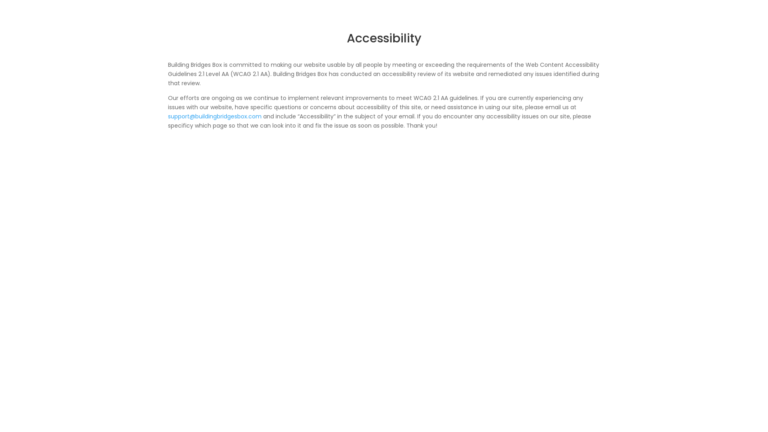 Accessibility
Building Bridges Box is committed to making our website usable by all people by meeting or exceeding the requirements of the Web Content Accessibility
Guidelines 2.1 Level AA (WCAG 2.1 AA). Building Bridges Box has conducted an accessibility review of its website and remediated any issues identified during
that review.
Our efforts are ongoing as we continue to implement relevant improvements to meet WCAG 2.1 AA guidelines. If you are currently experiencing any
issues with our website, have specific questions or concerns about accessibility of this site, or need assistance in using our site, please email us at
support@buildingbridgesbox.com and include “Accessibility” in the subject of your email. If you do encounter any accessibility issues on our site, please
specificy which page so that we can look into it and fix the issue as soon as possible. Thank you!